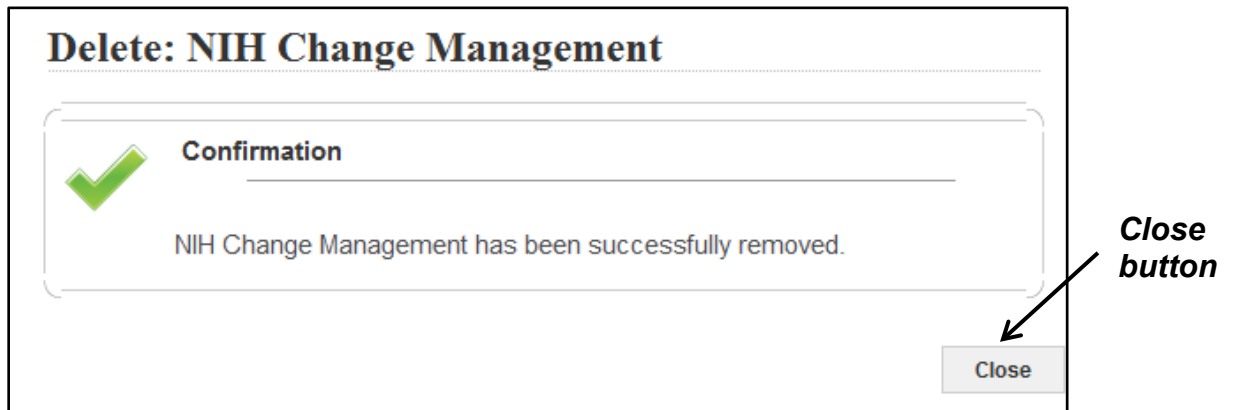 Delete: NIH Change Management
Confirmation
NIH Change Management has been successfully removed.
Close
button
Close